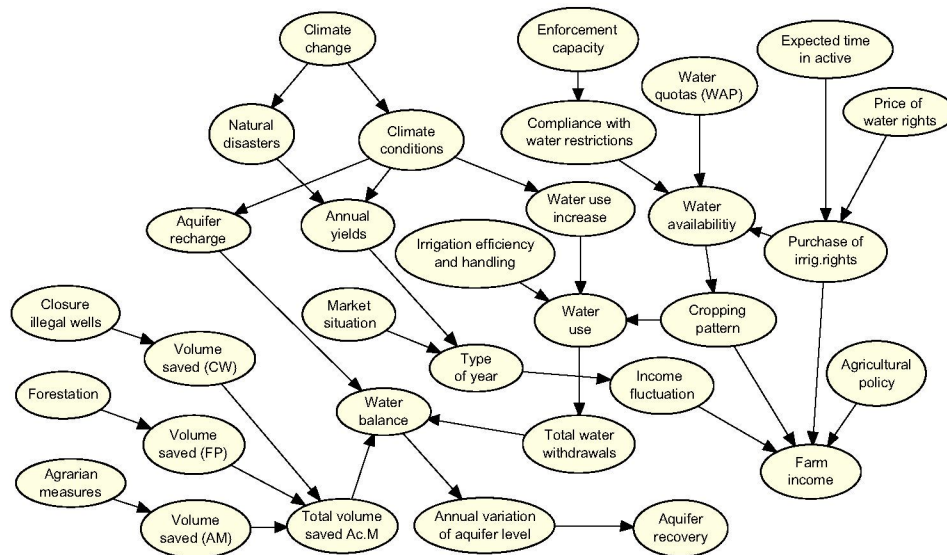 Climate
change
Enforcement
capacity
Expected time
in active
Water
quotas (WAP)
Price of
water rights
Natural
disasters
Climate
conditions
Compliance with
water restrictions
Aquifer
recharge
Annual
yields
Water use
increase
Water
availabilitiy
Purchase of
irrig.rights
Irrigation efficiency
and handling
Closure
illegal wells
Market
situation
Water
use
Cropping
pattern
Volume
saved (CW)
Type
of year
Income
fluctuation
Agricultural
policy
Forestation
Water
balance
Volume
saved (FP)
Total water
withdrawals
Farm
income
Agrarian
measures
Volume
saved (AM)
Total volume
saved Ac.M
Annual variation
of aquifer level
Aquifer
recovery